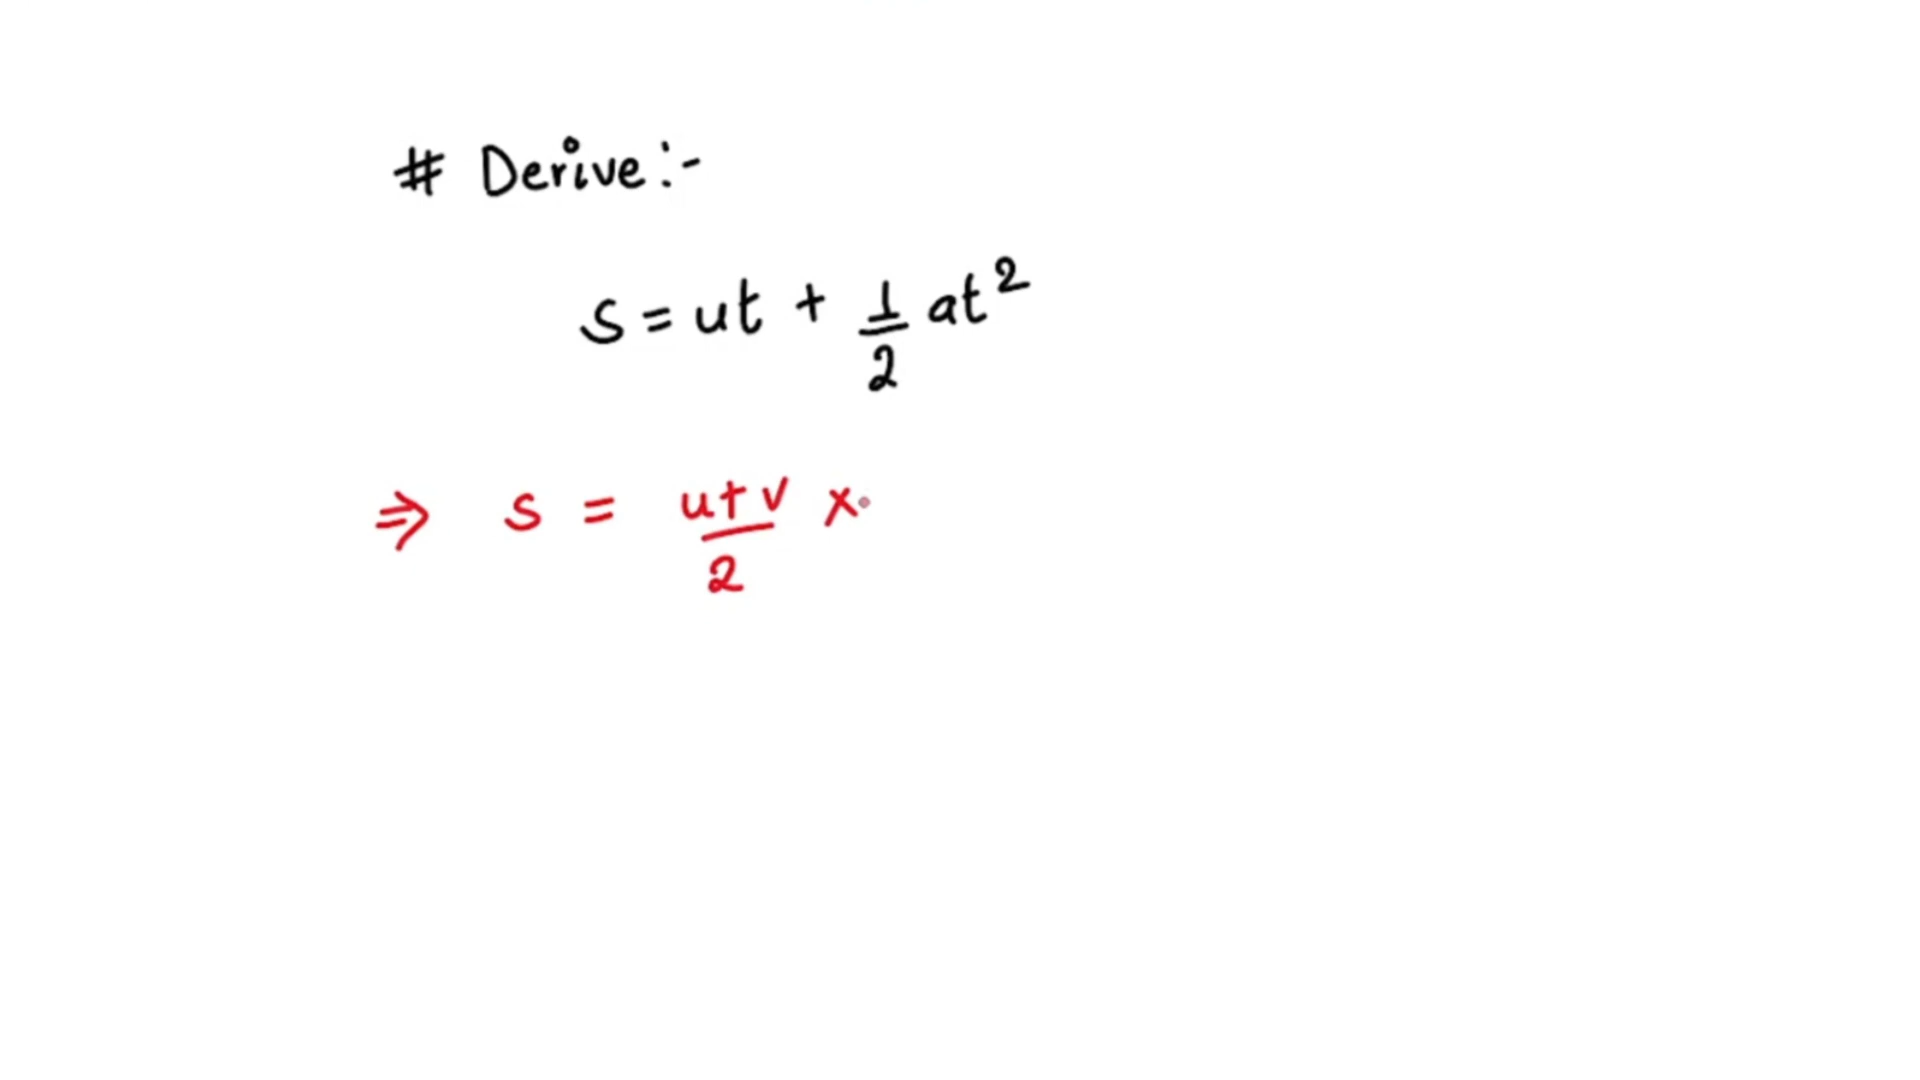 # Derive:-
s = ut + 1/2 at²
⇒ s = u+v/2 ×